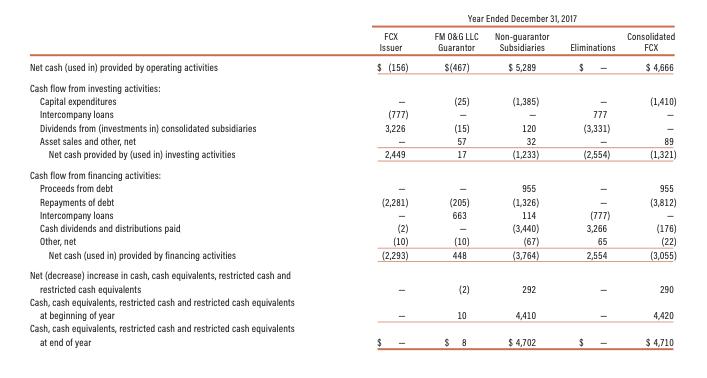 Year Ended December 31, 2017
FCX FM O&G LLC Non-guarantor Consolidated
Issuer Guarantor Subsidiaries Eliminations FCX
Net cash (used in) provided by operating activities $ (156) $(467) $ 5,289 $ — $ 4,666
Cash flow from investing activities:
Capital expenditures — (25) (1,385) — (1,410)
Intercompany loans (777) — — 777 —
Dividends from (investments in) consolidated subsidiaries 3,226 (15) 120 (3,331) —
Asset sales and other, net — 57 32 — 89
Net cash provided by (used in) investing activities 2,449 17 (1,233) (2,554) (1,321)
Cash flow from financing activities:
Proceeds from debt — — 955 — 955
Repayments of debt (2,281) (205) (1,326) — (3,812)
Intercompany loans — 663 114 (777) —
Cash dividends and distributions paid (2) — (3,440) 3,266 (176)
Other, net (10) (10) (67) 65 (22)
Net cash (used in) provided by financing activities (2,293) 448 (3,764) 2,554 (3,055)
Net (decrease) increase in cash, cash equivalents, restricted cash and
restricted cash equivalents — (2) 292 — 290
Cash, cash equivalents, restricted cash and restricted cash equivalents
at beginning of year — 10 4,410 — 4,420
Cash, cash equivalents, restricted cash and restricted cash equivalents
at end of year $ — $ 8 $ 4,702 $ — $ 4,710